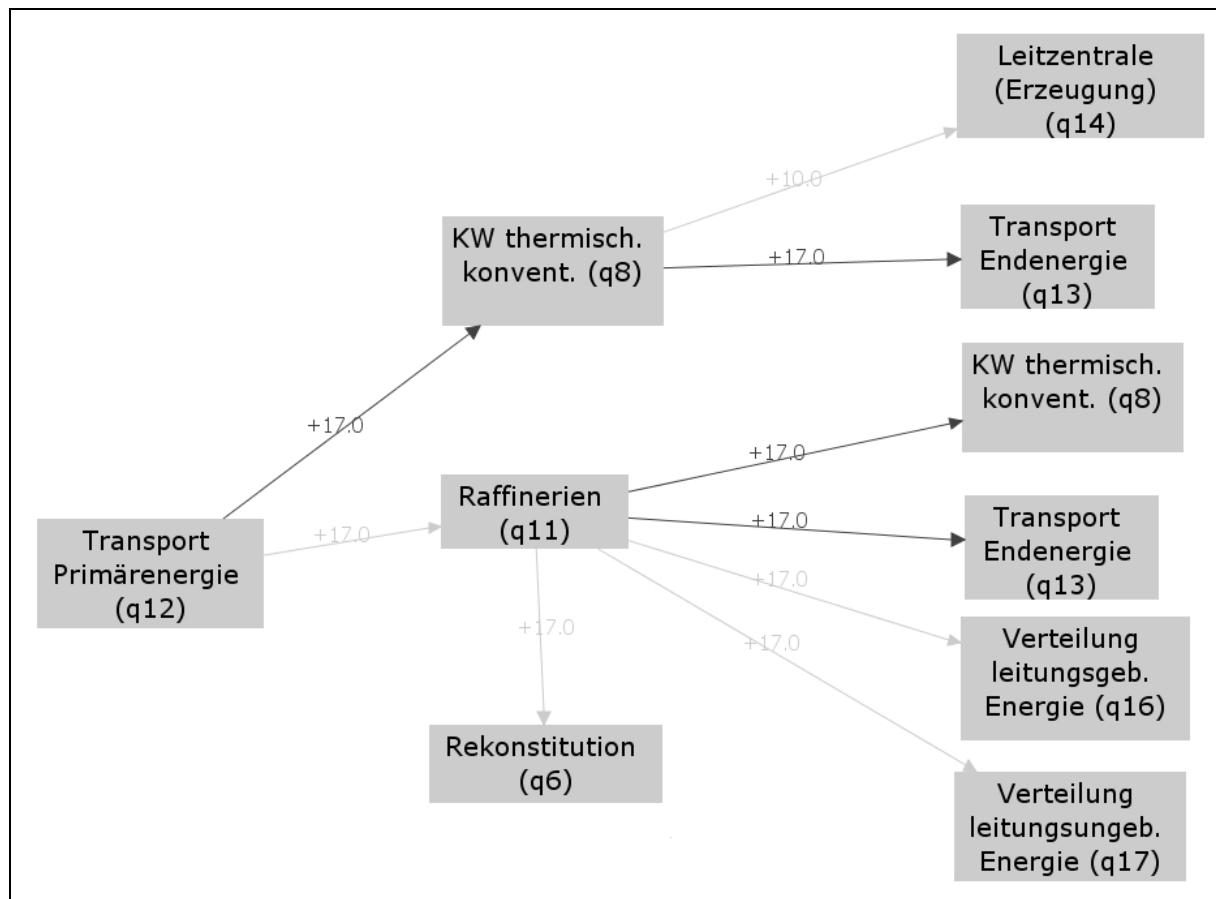 Leitzentrale
(Erzeugung)
(q14)
+10.0
KW thermisch.
konvent. (q8)
+17.0
Transport
Endenergie
(q13)
+17.0
KW thermisch.
konvent. (q8)
+17.0
Raffinerien
(q11)
+17.0
Transport
Endenergie
(q13)
Transport
Primärenergie
(q12)
+17.0
+17.0
+17.0
+17.0
Verteilung
leitungsgeb.
Energie (q16)
Rekonstitution
(q6)
Verteilung
leitungsungeb.
Energie (q17)